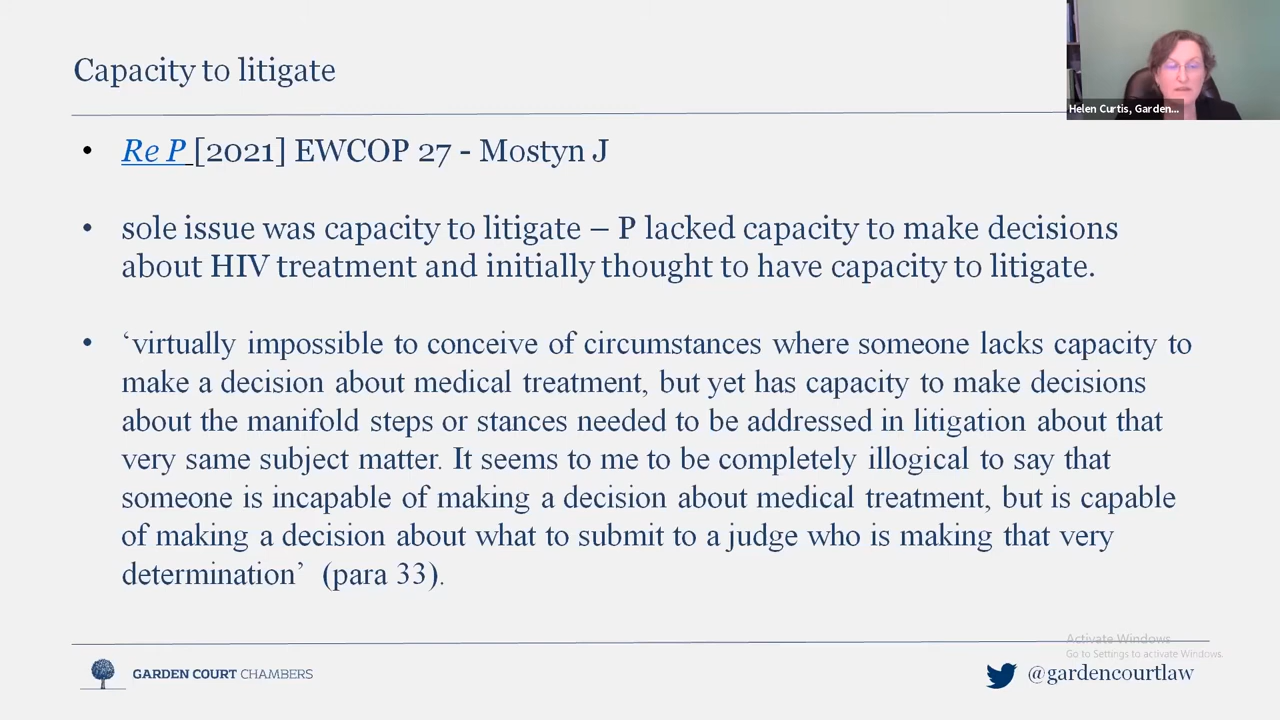 Capacity to litigate
Helen Curtis, Garden...
• Re P [2021] EWCOP 27 - Mostyn J
• sole issue was capacity to litigate – P lacked capacity to make decisions
about HIV treatment and initially thought to have capacity to litigate.
• ‘virtually impossible to conceive of circumstances where someone lacks capacity to
make a decision about medical treatment, but yet has capacity to make decisions
about the manifold steps or stances needed to be addressed in litigation about that
very same subject matter. It seems to me to be completely illogical to say that
someone is incapable of making a decision about medical treatment, but is capable
of making a decision about what to submit to a judge who is making that very
determination’ (para 33).
Activate Windows
Go to Settings to activate Windows.
GARDEN COURT CHAMBERS
@gardencourtlaw